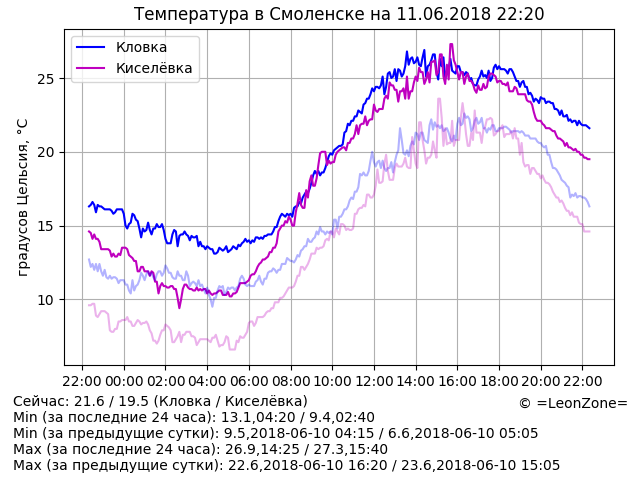 Температура в Смоленске на 11.06.2018 22:20
Кловка
Киселёвка
градусов Цельсия, °C
25
20
15
10
22:00 00:00 02:00 04:00 06:00 08:00 10:00 12:00 14:00 16:00 18:00 20:00 22:00
Сейчас: 21.6 / 19.5 (Кловка / Киселёвка)
© =LeonZone=
Min (за последние 24 часа): 13.1,04:20 / 9.4,02:40
Min (за предыдущие сутки): 9.5,2018-06-10 04:15 / 6.6,2018-06-10 05:05
Max (за последние 24 часа): 26.9,14:25 / 27.3,15:40
Max (за предыдущие сутки): 22.6,2018-06-10 16:20 / 23.6,2018-06-10 15:05